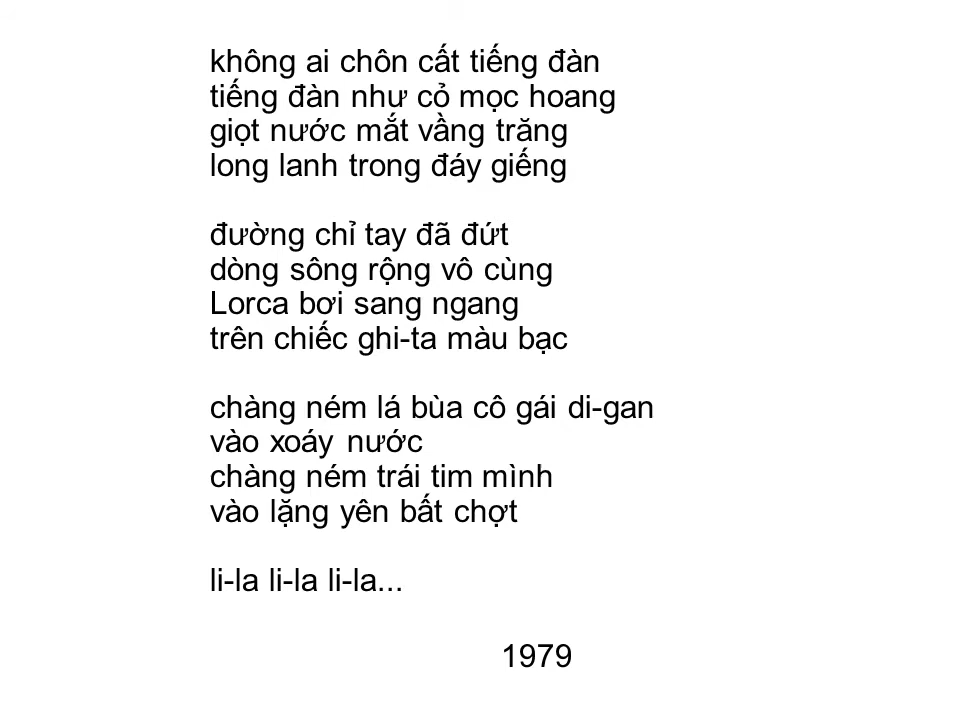 không ai chôn cất tiếng đàn
tiếng đàn như cỏ mọc hoang
giọt nước mắt vầng trăng
long lanh trong đáy giếng
đường chỉ tay đã đứt
dòng sông rộng vô cùng
Lorca bơi sang ngang
trên chiếc ghi-ta màu bạc
chàng ném lá bùa cô gái di-gan
vào xoáy nước
chàng ném trái tim mình
vào lặng yên bất chợt
li-la li-la li-la...
1979